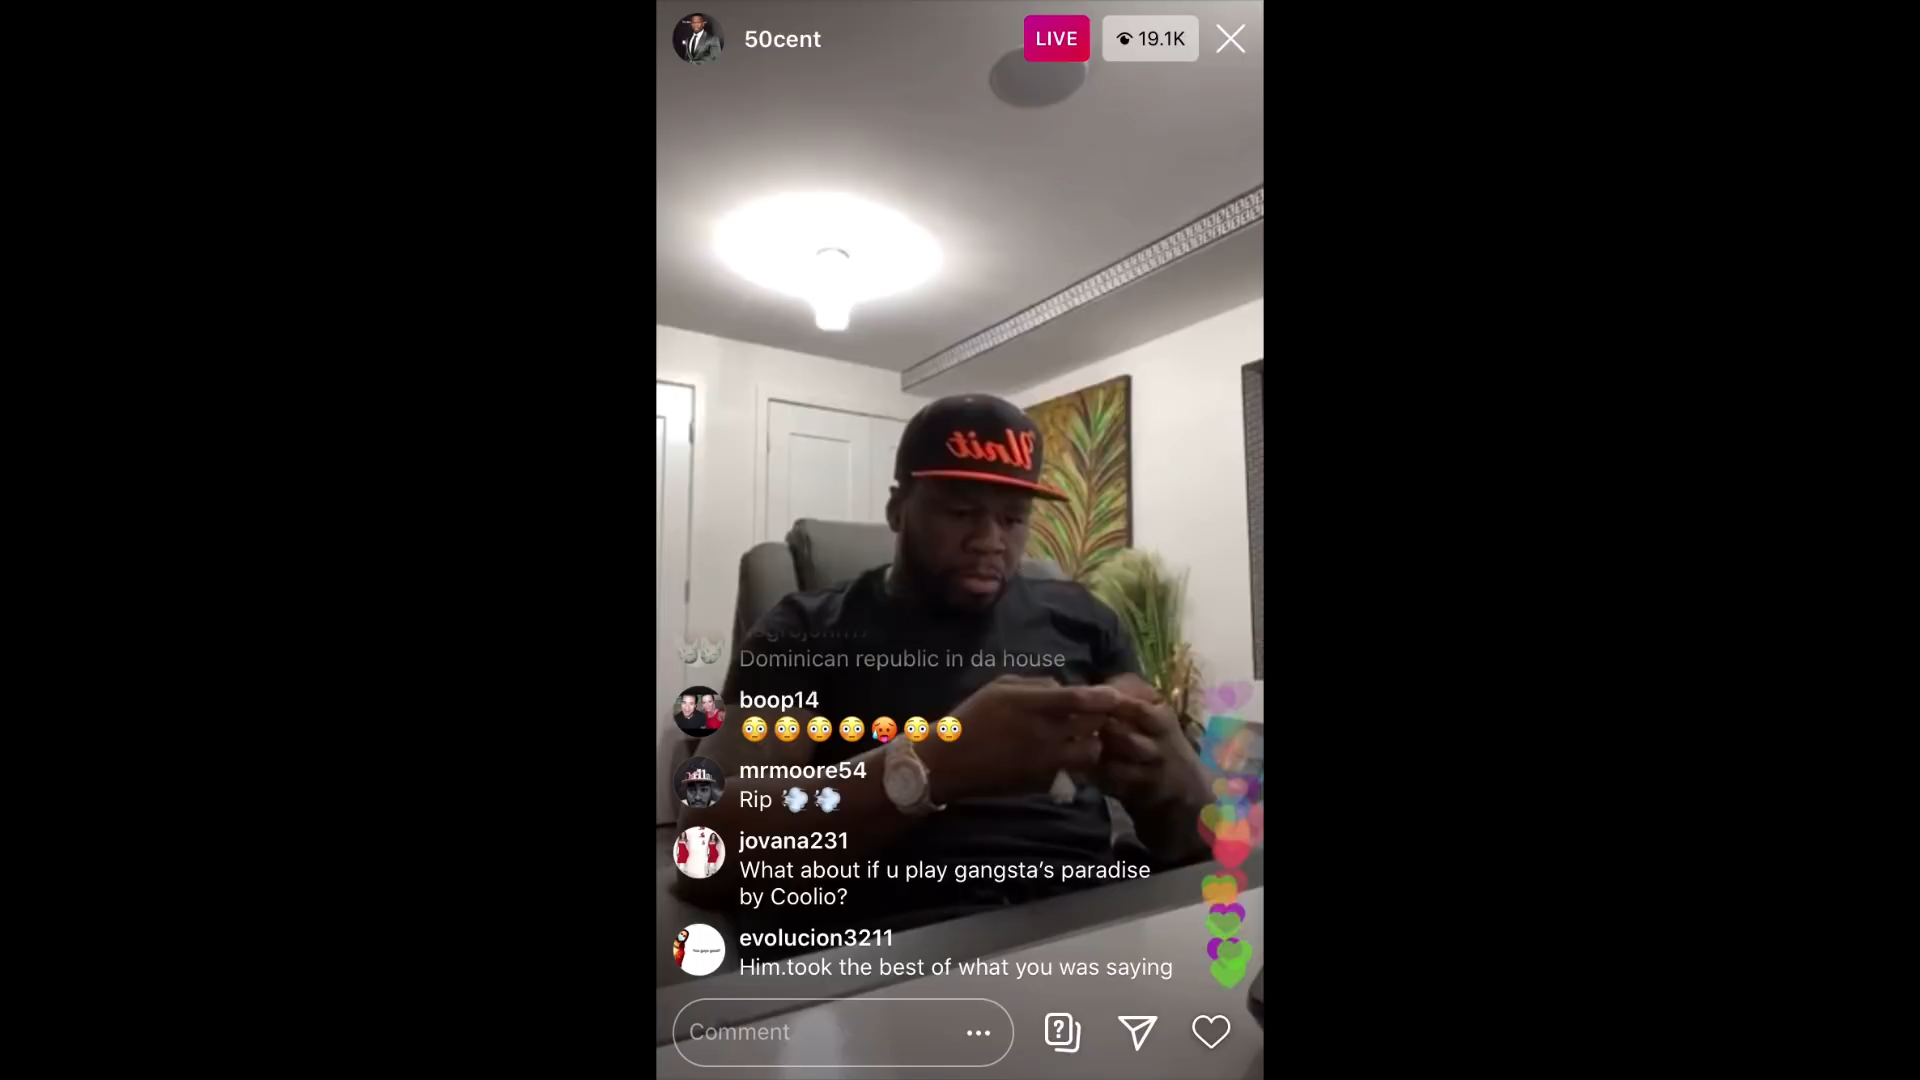 50cent
LIVE
19.1K
Unit
Dominican republic in da house
boop14
😳😳😳😳🥵😳😳
mrmoore54
Rip 💨💨
jovana231
What about if u play gangsta’s paradise
by Coolio?
evolucion3211
Him.took the best of what you was saying
Comment